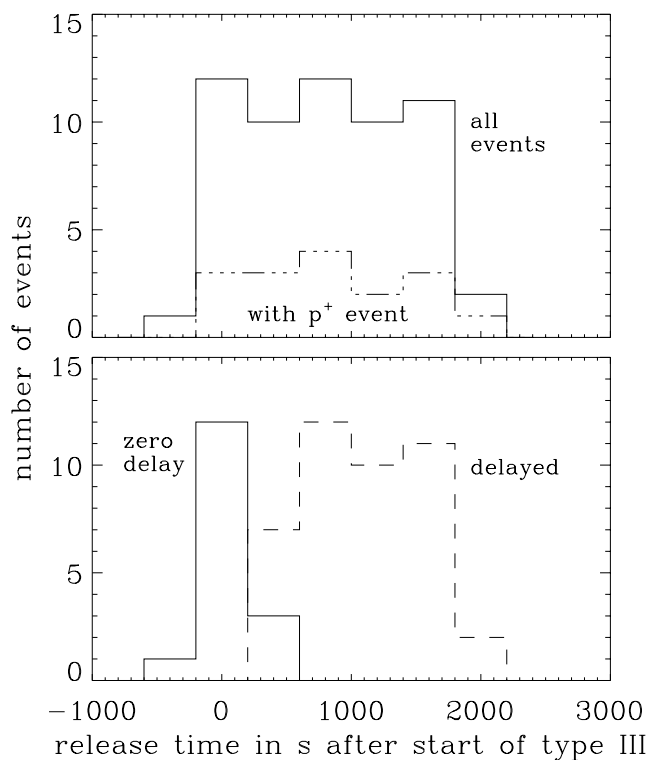 15
10
5
0
all
events
with p+ event
15
10
5
0
zero
delay
delayed
number of events
−1000 0 1000 2000 3000
release time in s after start of type III